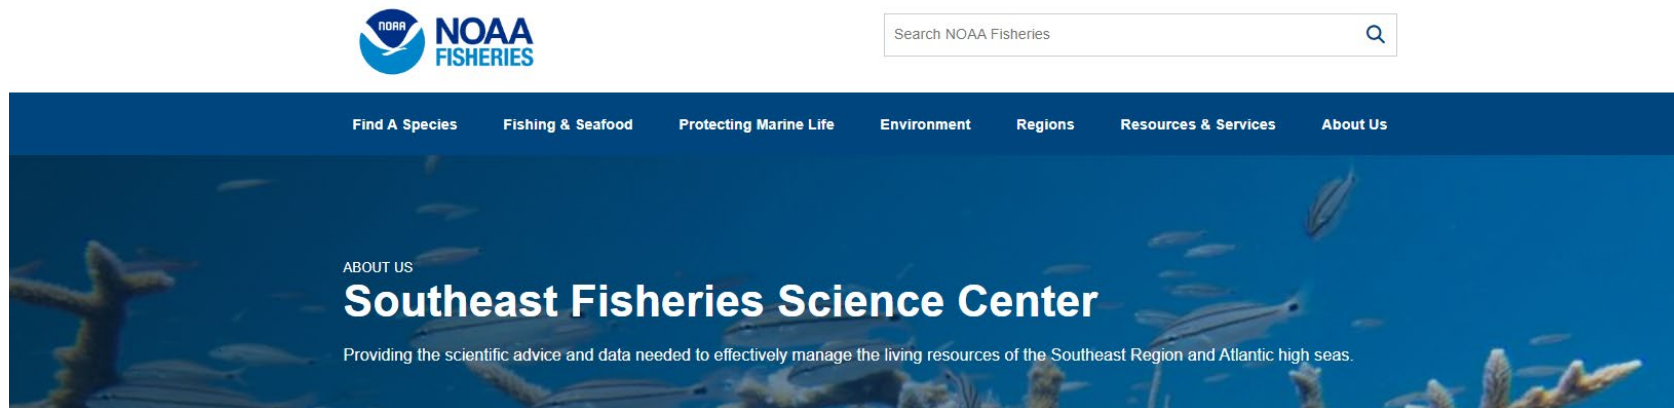 NOAA
NOAA
FISHERIES
Search NOAA Fisheries
Find A Species Fishing & Seafood Protecting Marine Life Environment Regions Resources & Services About Us
ABOUT US
Southeast Fisheries Science Center
Providing the scientific advice and data needed to effectively manage the living resources of the Southeast Region and Atlantic high seas.